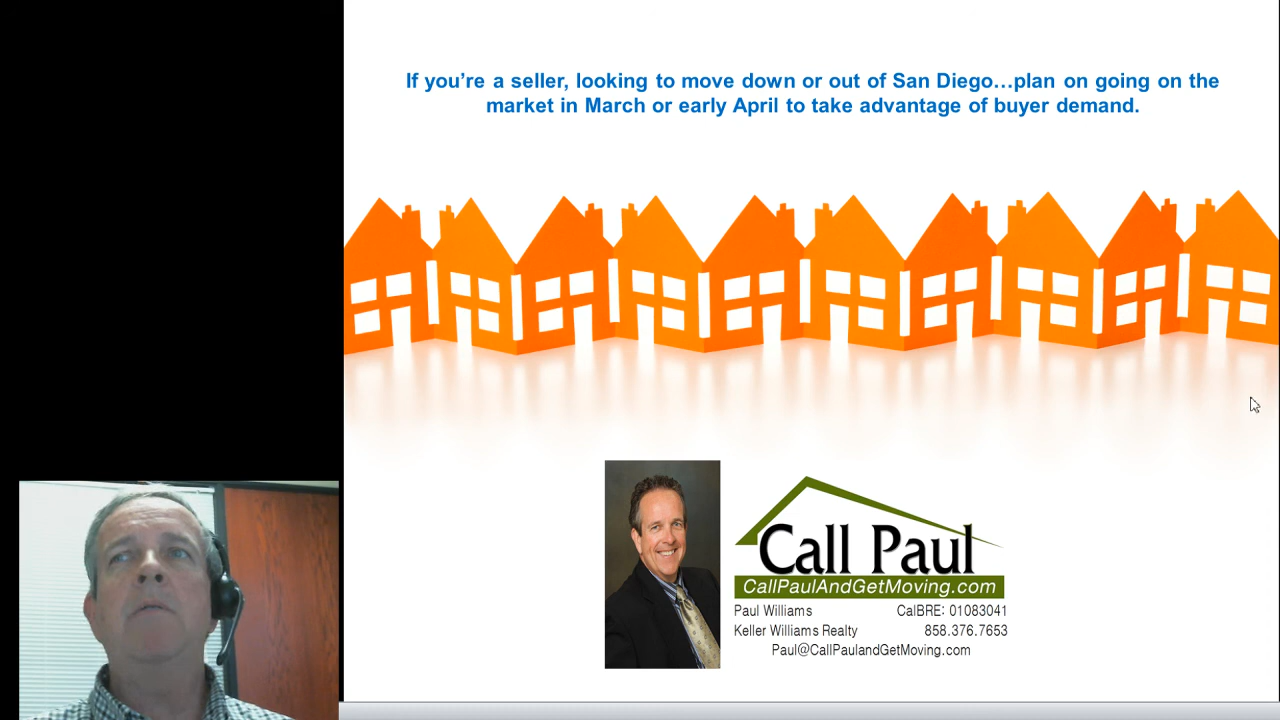 If you’re a seller, looking to move down or out of San Diego…plan on going on the
market in March or early April to take advantage of buyer demand.
Call Paul
CallPaulAndGetMoving.com
Paul Williams CalBRE: 01083041
Keller Williams Realty 858.376.7653
Paul@CallPaulandGetMoving.com